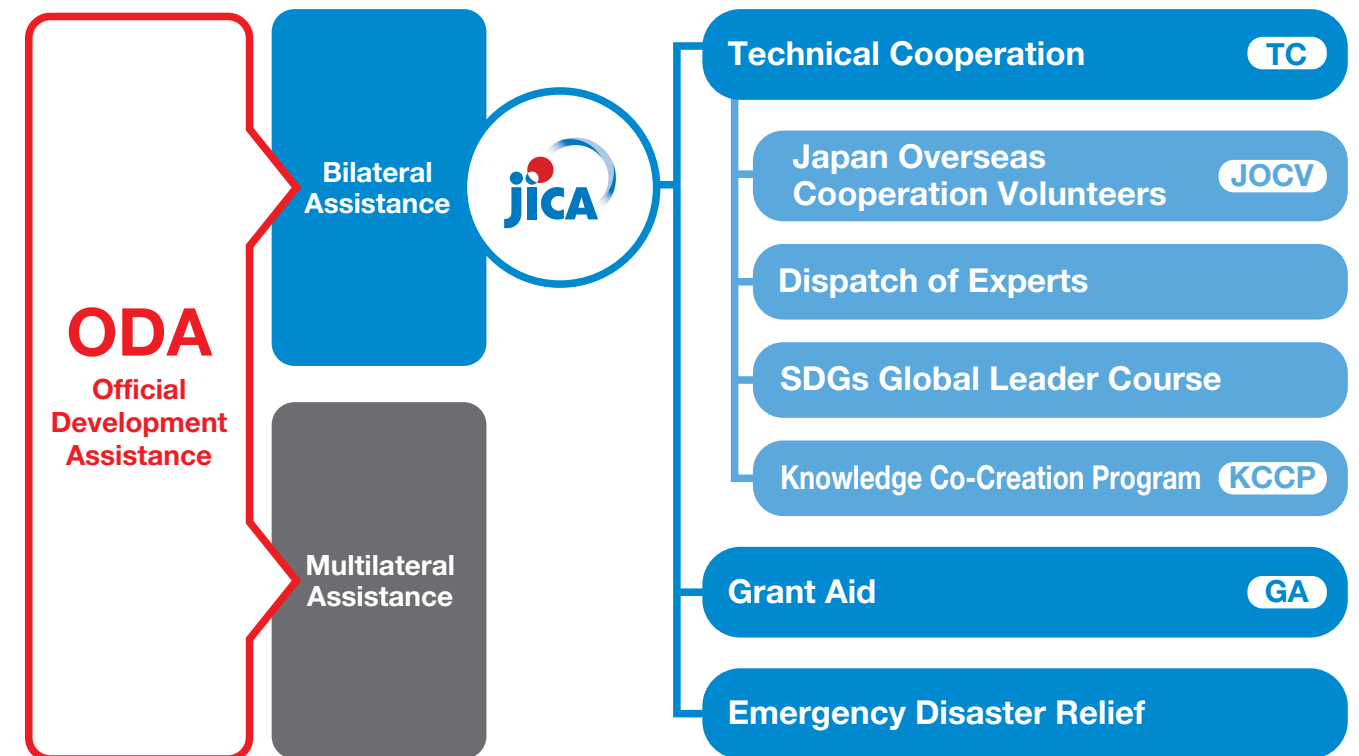 ODA
Official
Development
Assistance
Bilateral
Assistance
Multilateral
Assistance
jica
Technical Cooperation TC
Japan Overseas
Cooperation Volunteers JOCV
Dispatch of Experts
SDGs Global Leader Course
Knowledge Co-Creation Program KCCP
Grant Aid GA
Emergency Disaster Relief